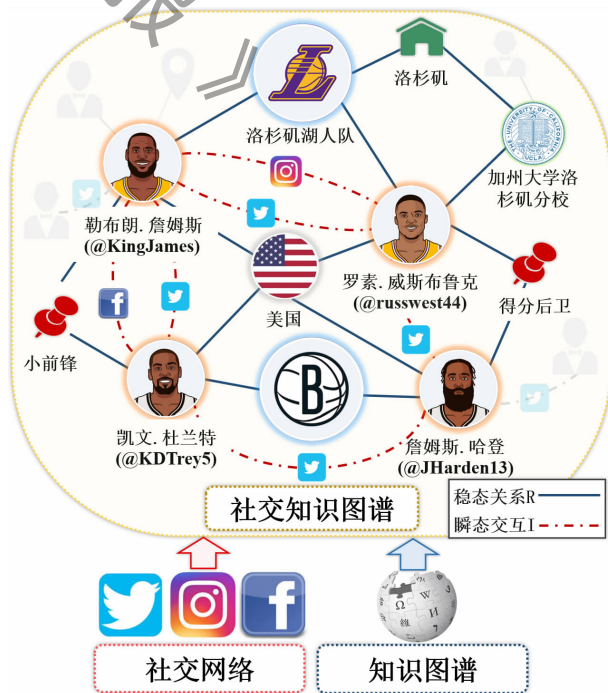 报》
洛杉矶
洛杉矶湖人队
加州大学洛
杉矶分校
勒布朗. 詹姆斯
(@KingJames)
罗素. 威斯布鲁克
(@russwest44)
美国
得分后卫
小前锋
B
凯文. 杜兰特
(@KDTrey5)
詹姆斯. 哈登
(@JHarden13)
稳态关系R
瞬态交互I
社交知识图谱
社交网络
知识图谱